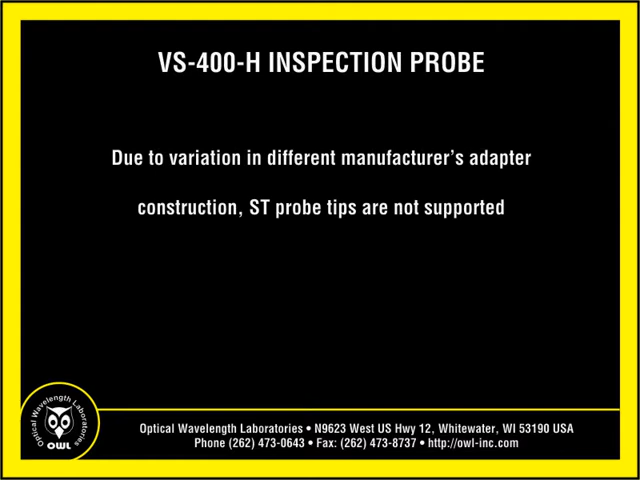 VS-400-H INSPECTION PROBE
Due to variation in different manufacturer's adapter
construction, ST probe tips are not supported
Optical Wavelength Laboratories
OWL
Optical Wavelength Laboratories • N9623 West US Hwy 12, Whitewater, WI 53190 USA
Phone (262) 473-0643 • Fax: (262) 473-8737 • http://owl-inc.com